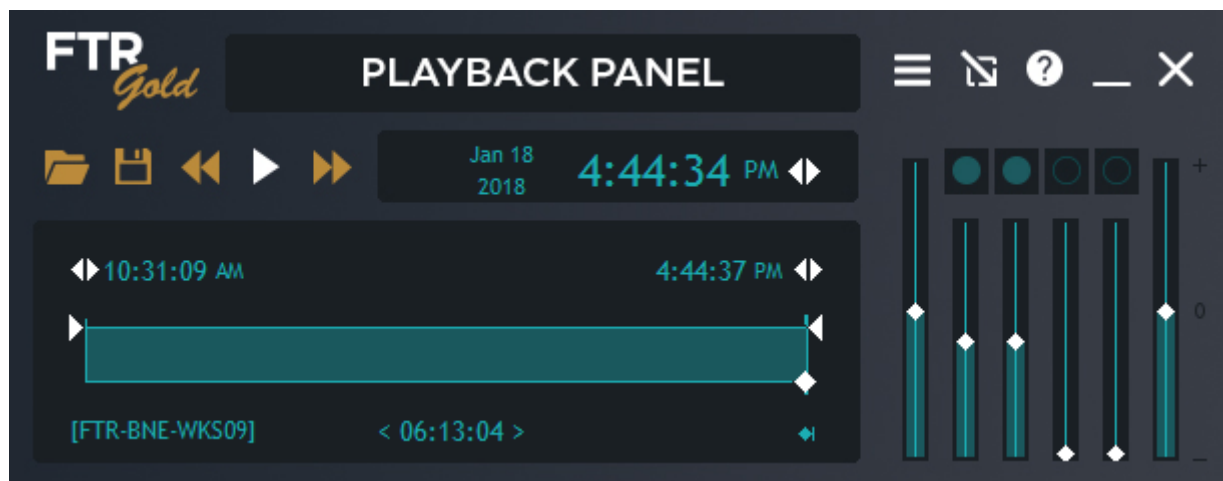 FTR
Gold
PLAYBACK PANEL
?
Jan 18
2018
4:44:34 PM
+
10:31:09 AM
4:44:37 PM
0
[FTR-BNE-WKS09]
< 06:13:04 >
–